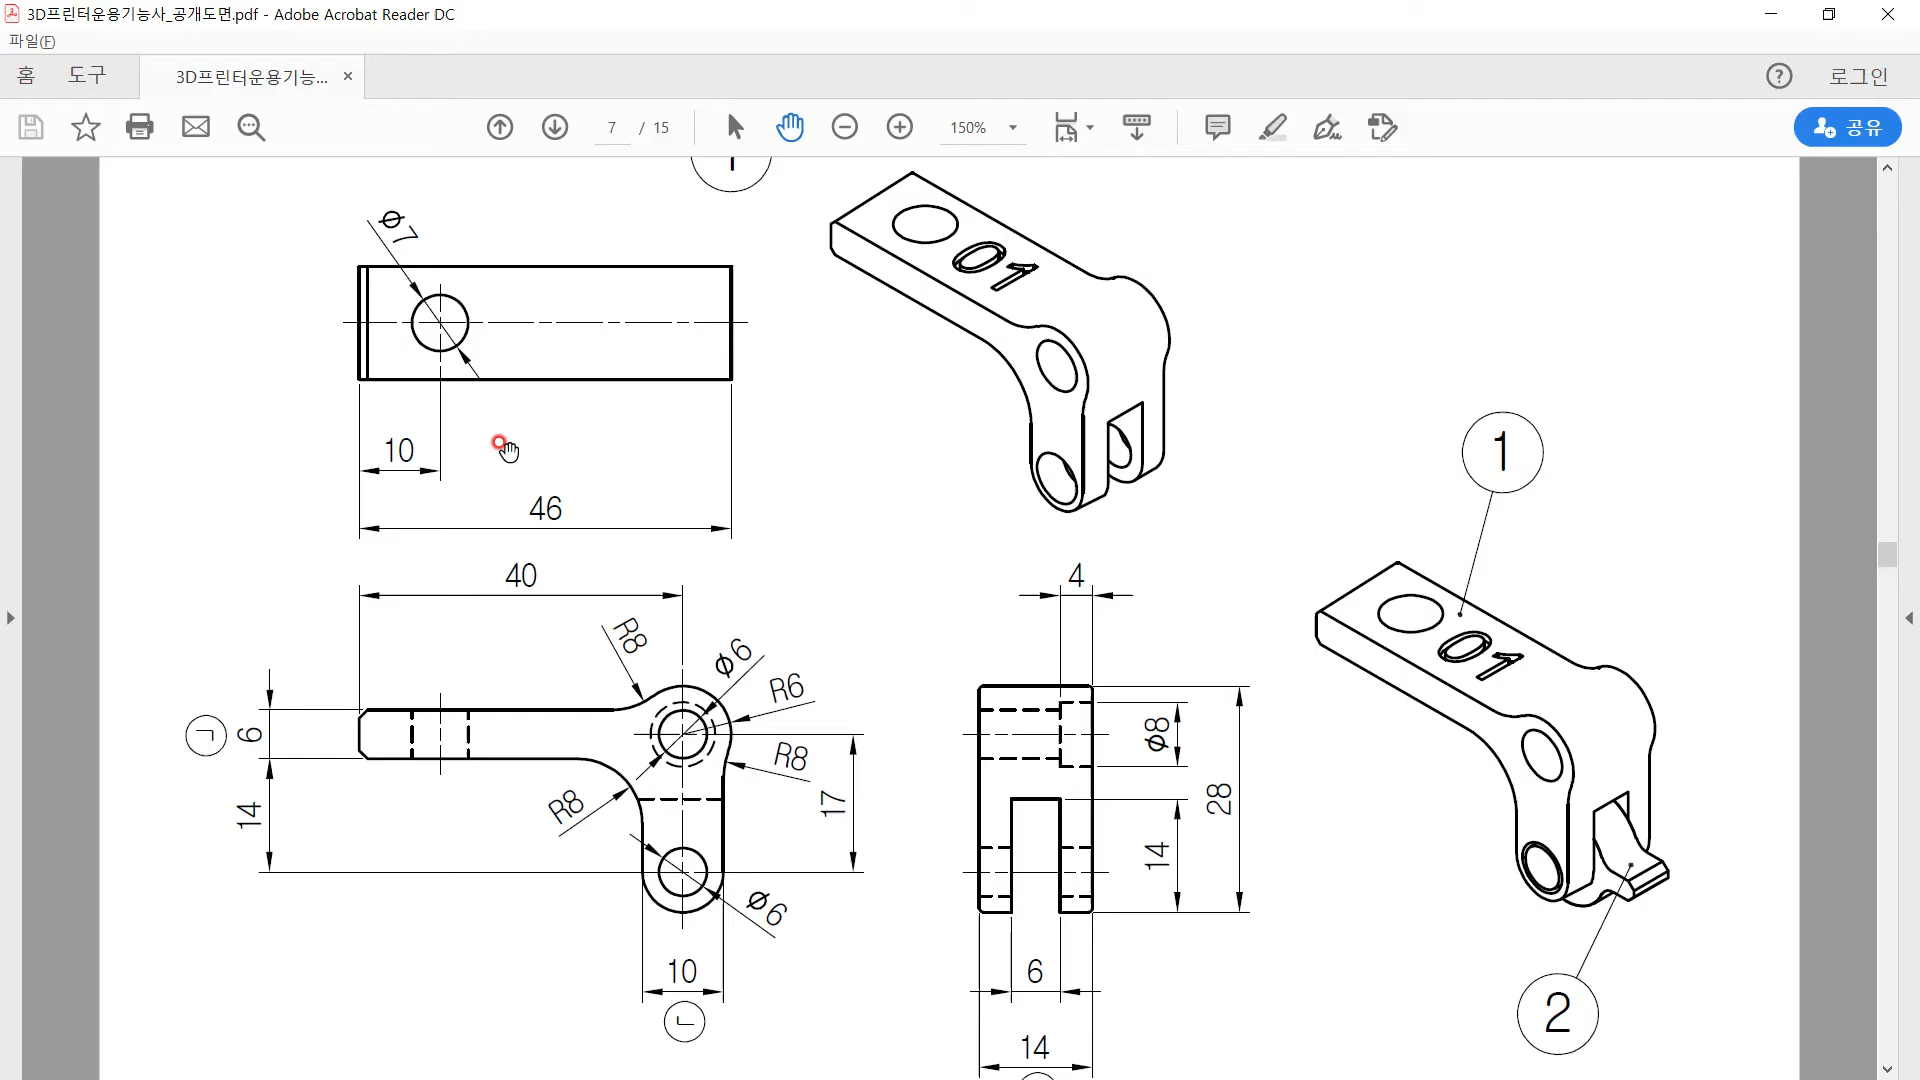 3D프린터운용기능사_공개도면.pdf - Adobe Acrobat Reader DC
파일(F)
홈 도구 3D프린터운용기능... × 로그인
7 / 15 150% 공유
1
ϕ7
01
10
46
1
40 4
R8 ϕ6 R6
01
ㄱ 6 R8 ϕ8
14 R8 17 28
14
ϕ6
10 6
ㄴ 2
14